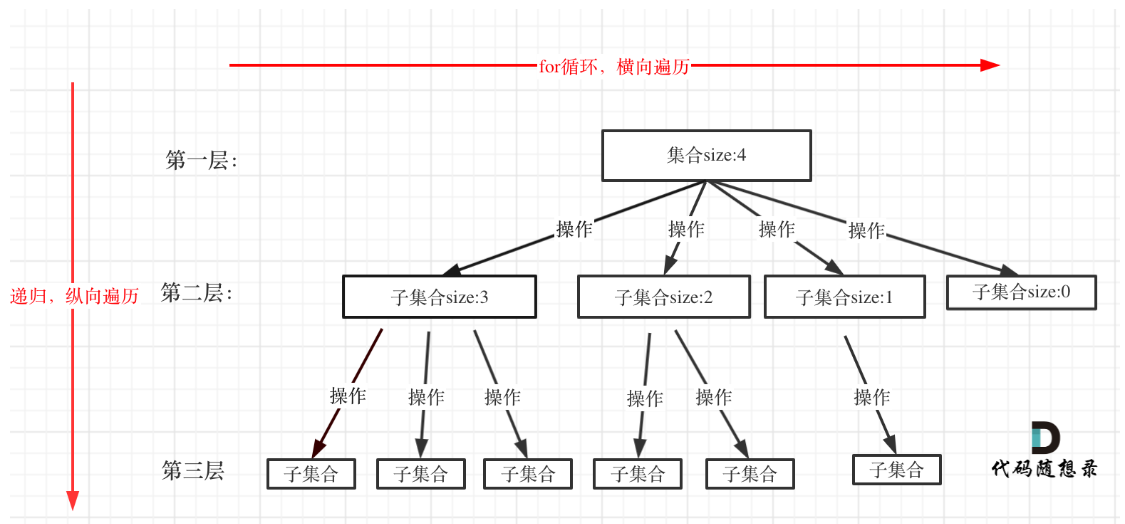 for循环，横向遍历
第一层：
集合size:4
操作
操作
操作
操作
递归，纵向遍历
第二层：
子集合size:3
子集合size:2
子集合size:1
子集合size:0
操作
操作
操作
操作
操作
操作
第三层
子集合
子集合
子集合
子集合
子集合
子集合
代码随想录